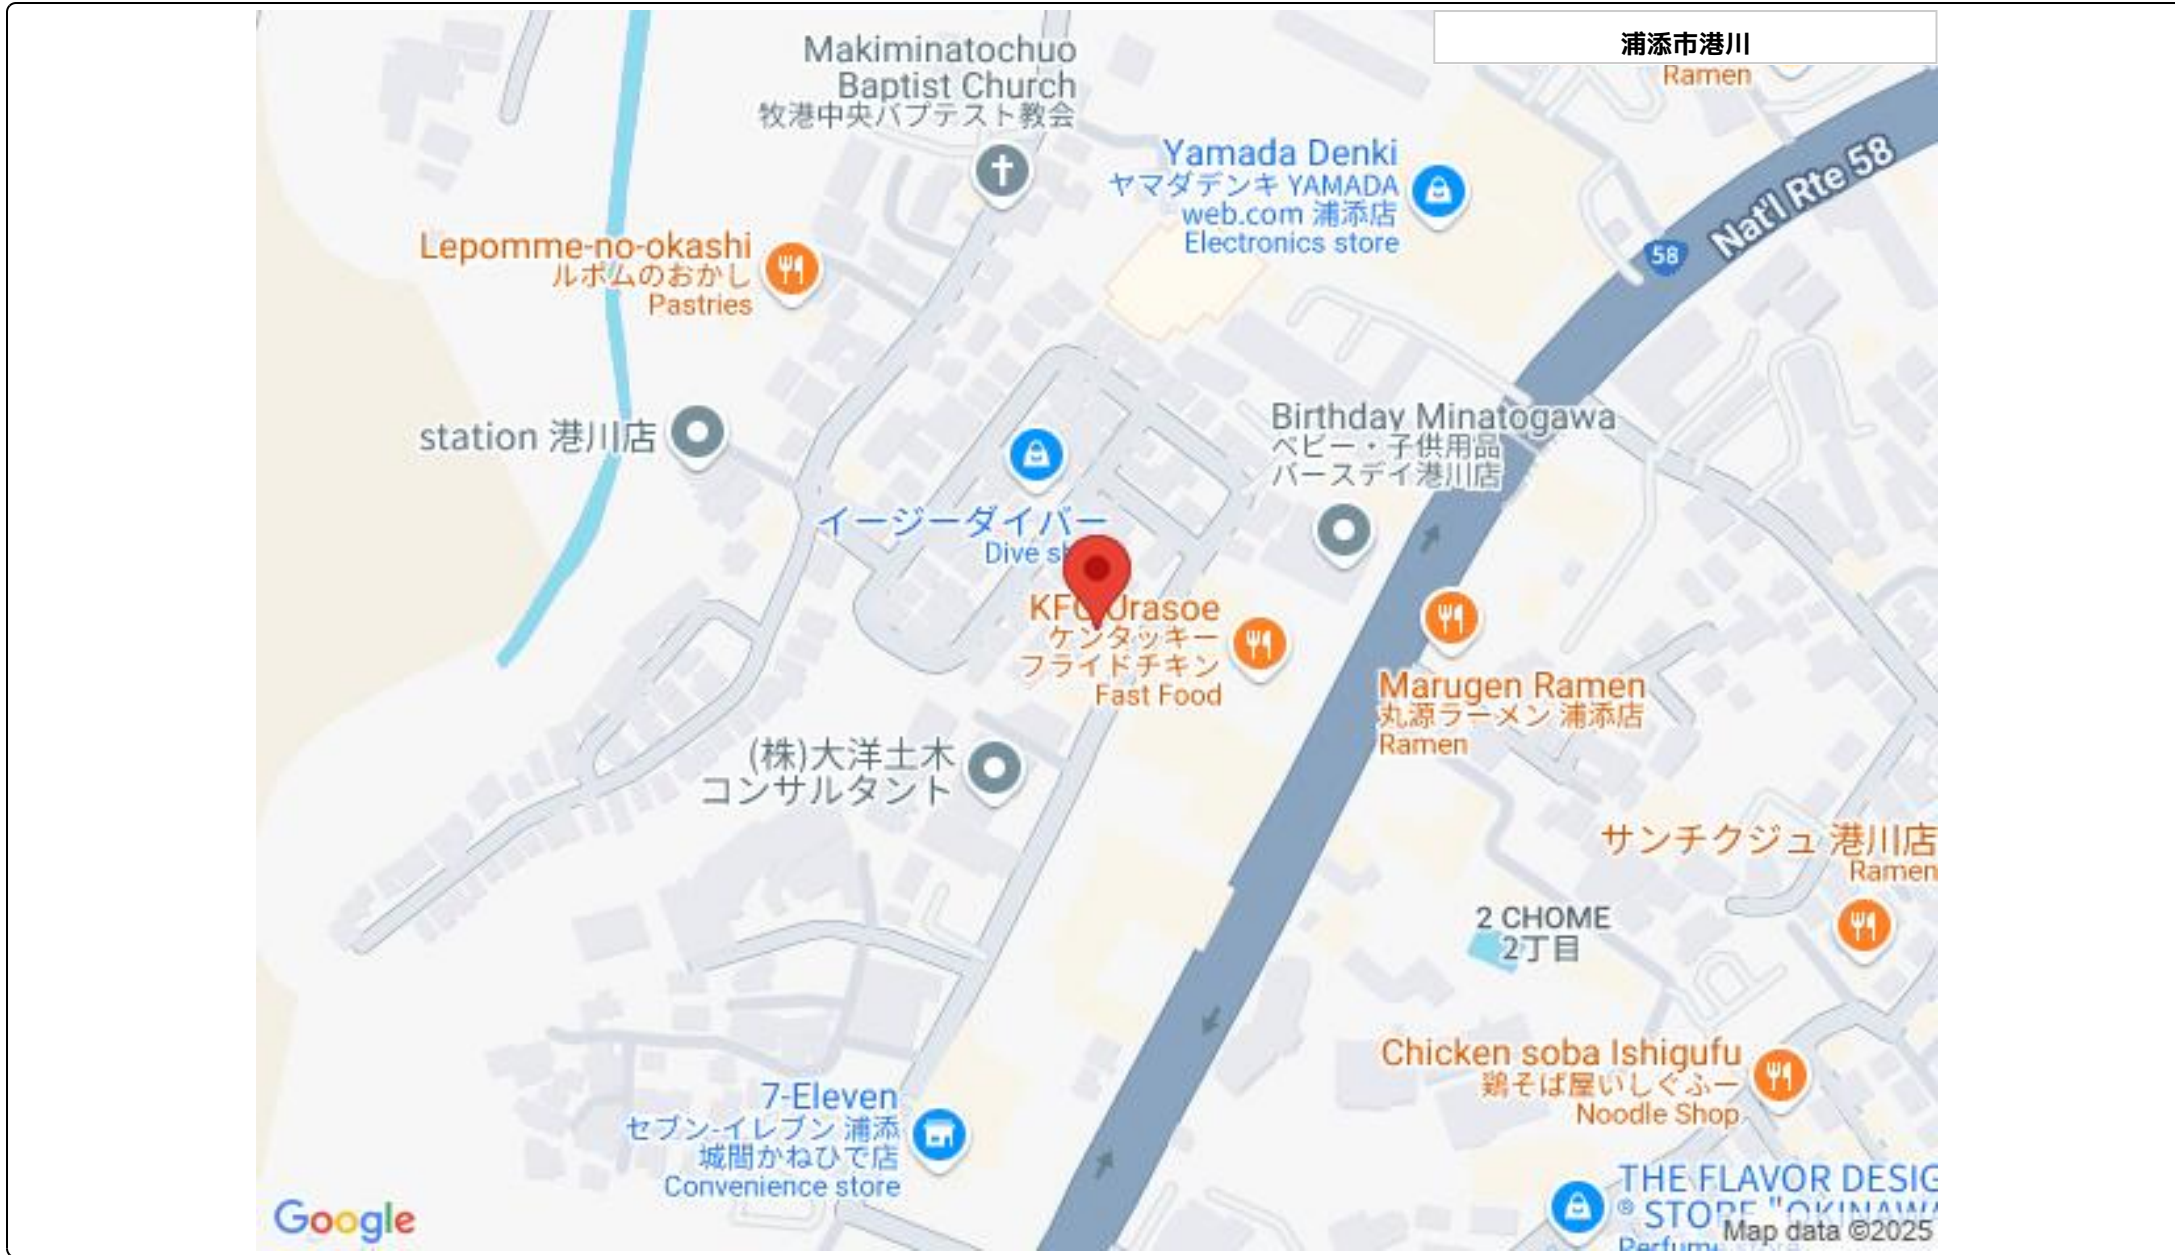 浦添市港川
Ramen
Makiminatochuo
Baptist Church
牧港中央バプテスト教会
Yamada Denki
ヤマダデンキ YAMADA
web.com 浦添店
Electronics store
Nat'l Rte 58
58
Lepomme-no-okashi
ルポムのおかし
Pastries
station 港川店
Birthday Minatogawa
ベビー・子供用品
バースデイ港川店
イージーダイバー
Dive s
KFC Urasoe
ケンタッキー
フライドチキン
Fast Food
Marugen Ramen
丸源ラーメン 浦添店
Ramen
(株)大洋土木
コンサルタント
サンチクジュ 港川店
Ramen
2 CHOME
2丁目
Chicken soba Ishigufu
鶏そば屋いしぐふー
Noodle Shop
7-Eleven
セブン-イレブン 浦添
城間かねひで店
Convenience store
THE FLAVOR DESIG
® STORE "OKINAWA
Google
Map data ©2025